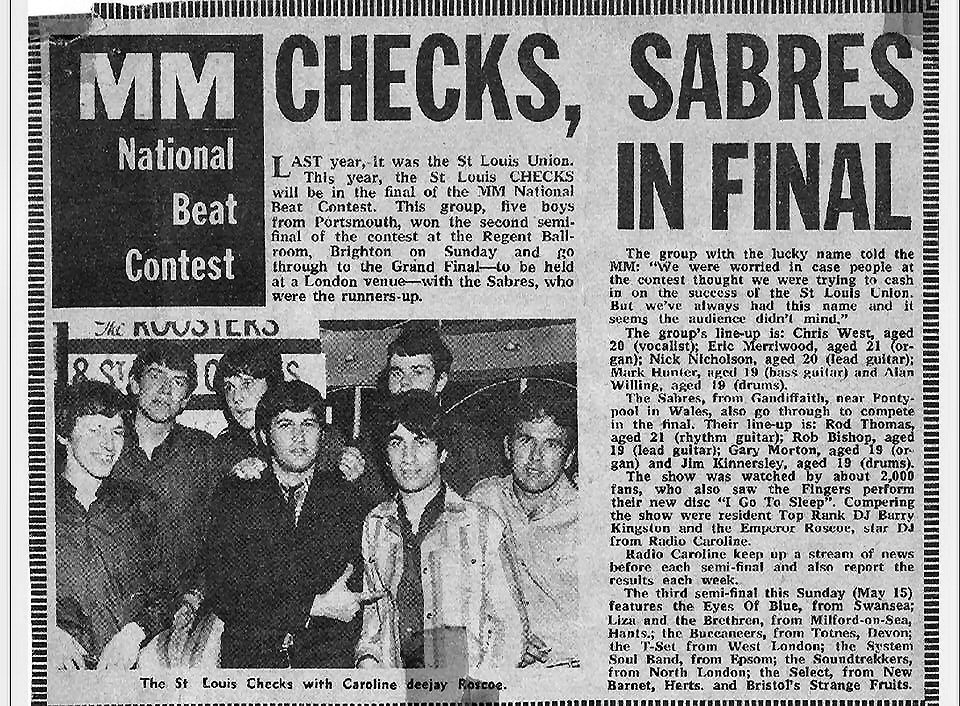 MM
National
Beat
Contest
CHECKS, SABRES
IN FINAL
LAST year, it was the St Louis Union.
This year, the St Louis CHECKS
will be in the final of the MM National
Beat Contest. This group, five boys
from Portsmouth, won the second semi-
final of the contest at the Regent Ball-
room, Brighton on Sunday and go
through to the Grand Final—to be held
at a London venue—with the Sabres, who
were the runners-up.
The ROOSTERS
& ST
S
The St Louis Checks with Caroline deejay Roscoe.
The group with the lucky name told the
MM: "We were worried in case people at
the contest thought we were trying to cash
in on the success of the St Louis Union.
But we've always had this name and it
seems the audience didn't mind."
The group's line-up is: Chris West, aged
20 (vocalist); Eric Merriwood, aged 21 (or-
gan); Nick Nicholson, aged 20 (lead guitar);
Mark Hunter, aged 19 (bass guitar) and Alan
Willing, aged 19 (drums).
The Sabres, from Gandiffaith, near Ponty-
pool in Wales, also go through to compete
in the final. Their line-up is: Rod Thomas,
aged 21 (rhythm guitar); Rob Bishop, aged
19 (lead guitar); Gary Morton, aged 19 (or-
gan) and Jim Kinnersley, aged 19 (drums).
The show was watched by about 2,000
fans, who also saw the Fingers perform
their new disc "I Go To Sleep". Compering
the show were resident Top Rank DJ Barry
Kingston and the Emperor Roscoe, star DJ
from Radio Caroline.
Radio Caroline keep up a stream of news
before each semi-final and also report the
results each week.
The third semi-final this Sunday (May 15)
features the Eyes Of Blue, from Swansea;
Liza and the Brethren, from Milford-on-Sea,
Hants.; the Buccaneers, from Totnes, Devon;
the T-Set from West London; the System
Soul Band, from Epsom; the Soundtrekkers,
from North London; the Select, from New
Barnet, Herts. and Bristol's Strange Fruits.